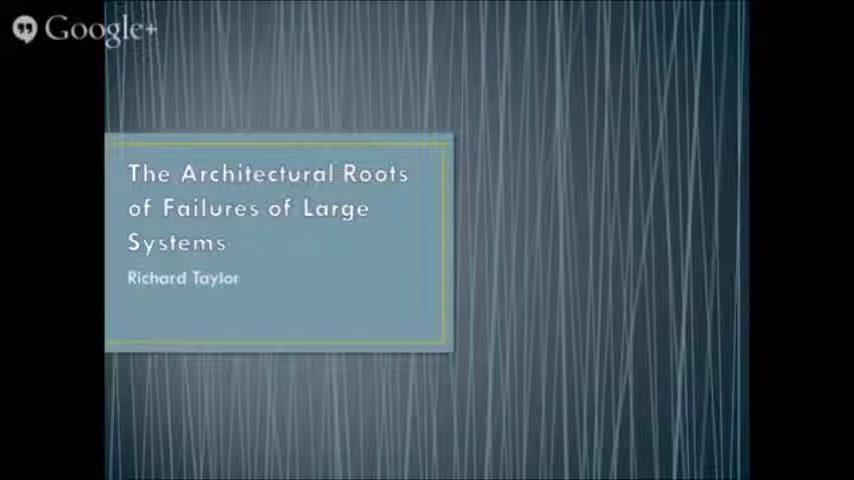 Google+
The Architectural Roots
of Failures of Large
Systems
Richard Taylor